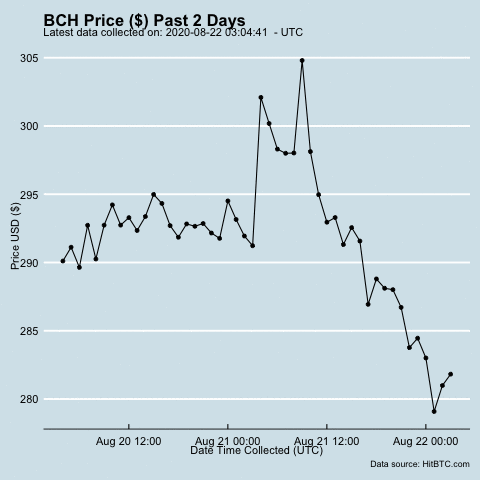 BCH Price ($) Past 2 Days
Latest data collected on: 2020-08-22 03:04:41 - UTC
305
300
295
290
285
280
Price USD ($)
Aug 20 12:00 Aug 21 00:00 Aug 21 12:00 Aug 22 00:00
Date Time Collected (UTC)
Data source: HitBTC.com